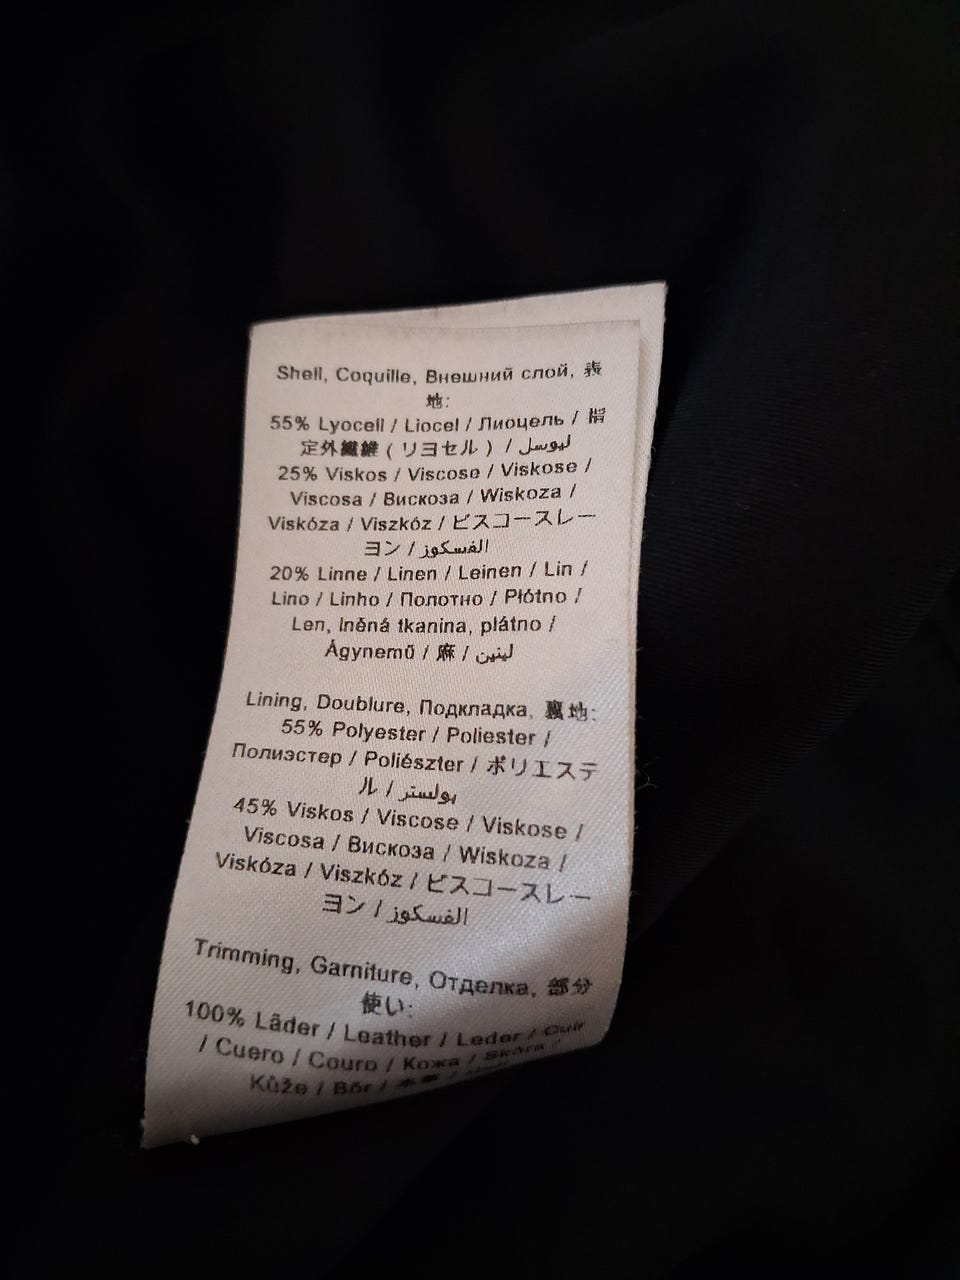 Shell, Coquille, Внешний слой, 表
地:
55% Lyocell / Liocel / Лиоцель / 指
定外繊維 ( リヨセル ) / ليوسل
25% Viskos / Viscose / Viskose /
Viscosa / Вискоза / Wiskoza /
Viskóza / Viszkóz / ビスコースレー
ヨン / الفسكوز
20% Linne / Linen / Leinen / Lin /
Lino / Linho / Полотно / Płótno /
Len, lněná tkanina, plátno /
Ágynemű / 麻 / لينين
Lining, Doublure, Подкладка, 裏地:
55% Polyester / Poliester /
Полиэстер / Poliészter / ポリエステ
ル / بولستر
45% Viskos / Viscose / Viskose /
Viscosa / Вискоза / Wiskoza /
Viskóza / Viszkóz / ビスコースレー
ヨン / الفسكوز
Trimming, Garniture, Отделка, 部分
使い:
100% Läder / Leather / Leder / Cuir
/ Cuero / Couro / Кожа / Skóra /
Kůže / Bőr / 本革 /